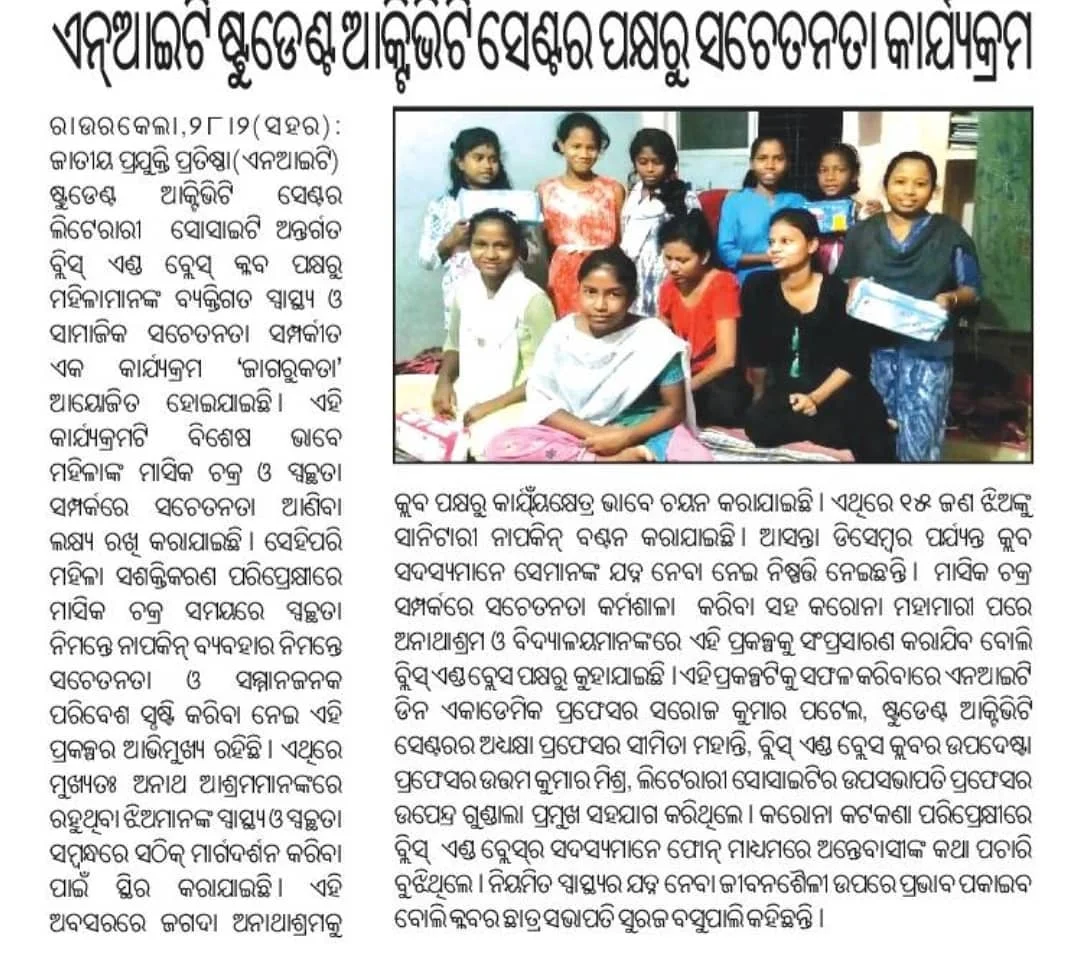 ଏନ୍ଆଇଟି ଷ୍ଟୁଡେଣ୍ଟ ଆକ୍ଟିଭିଟି ସେଣ୍ଟର ପକ୍ଷରୁ ସଚେତନତା କାର୍ଯ୍ୟକ୍ରମ
ରାଉରକେଲା,୨୮।୨(ସହର):
ଜାତୀୟ ପ୍ରଯୁକ୍ତି ପ୍ରତିଷ୍ଠା(ଏନଆଇଟି)
ଷ୍ଟୁଡେଣ୍ଟ ଆକ୍ଟିଭିଟି ସେଣ୍ଟର
ଲିଟେରାରୀ ସୋସାଇଟି ଅନ୍ତର୍ଗତ
ବ୍ଲିସ୍ ଏଣ୍ଡ ବ୍ଲେସ୍ କ୍ଲବ ପକ୍ଷରୁ
ମହିଳାମାନଙ୍କ ବ୍ୟକ୍ତିଗତ ସ୍ୱାସ୍ଥ୍ୟ ଓ
ସାମାଜିକ ସଚେତନତା ସମ୍ପର୍କୀତ
ଏକ କାର୍ଯ୍ୟକ୍ରମ ‘ଜାଗରୁକତା’
ଆୟୋଜିତ ହୋଇଯାଇଛି। ଏହି
କାର୍ଯ୍ୟକ୍ରମଟି ବିଶେଷ ଭାବେ
ମହିଳାଙ୍କ ମାସିକ ଚକ୍ର ଓ ସ୍ୱଚ୍ଛତା
ସମ୍ପର୍କରେ ସଚେତନତା ଆଣିବା
ଲକ୍ଷ୍ୟ ରଖି କରାଯାଇଛି। ସେହିପରି
ମହିଳା ସଶକ୍ତିକରଣ ପରିପ୍ରେକ୍ଷୀରେ
ମାସିକ ଚକ୍ର ସମୟରେ ସ୍ୱଚ୍ଛତା
ନିମନ୍ତେ ନାପକିନ୍ ବ୍ୟବହାର ନିମନ୍ତେ
ସଚେତନତା ଓ ସମ୍ମାନଜନକ
ପରିବେଶ ସୃଷ୍ଟି କରିବା ନେଇ ଏହି
ପ୍ରକଳ୍ପର ଆଭିମୁଖ୍ୟ ରହିଛି। ଏଥିରେ
ମୁଖ୍ୟତଃ ଅନାଥ ଆଶ୍ରମମାନଙ୍କରେ
ରହୁଥିବା ଝିଅମାନଙ୍କ ସ୍ୱାସ୍ଥ୍ୟ ଓ ସ୍ୱଚ୍ଛତା
ସମ୍ବନ୍ଧରେ ସଠିକ୍ ମାର୍ଗଦର୍ଶନ କରିବା
ପାଇଁ ସ୍ଥିର କରାଯାଇଛି। ଏହି
ଅବସରରେ ଜଗଦା ଅନାଥାଶ୍ରମକୁ
କ୍ଲବ ପକ୍ଷରୁ ଭାବେ ଚୟନ କରାଯାଇଛି। ଏଥିରେ ୧୫ ଜଣ ଝିଅଙ୍କୁ
ସାନିଟାରୀ ନାପକିନ୍ ବଣ୍ଟନ କରାଯାଇଛି। ଆସନ୍ତା ଡିସେମ୍ବର ପର୍ଯ୍ୟନ୍ତ କ୍ଲବ
ସଦସ୍ୟମାନେ ସେମାନଙ୍କ ଯତ୍ନ ନେବା ନେଇ ନିଷ୍ପତ୍ତି ନେଇଛନ୍ତି। ମାସିକ ଚକ୍ର
ସମ୍ପର୍କରେ ସଚେତନତା କର୍ମଶାଳା କରିବା ସହ କରୋନା ମହାମାରୀ ପରେ
ଅନାଥାଶ୍ରମ ଓ ବିଦ୍ୟାଳୟମାନଙ୍କରେ ଏହି ପ୍ରକଳ୍ପକୁ ସଂପ୍ରସାରଣ କରାଯିବ ବୋଲି
ବ୍ଲିସ୍ ଏଣ୍ଡ ବ୍ଲେସ ପକ୍ଷରୁ କୁହାଯାଇଛି।ଏହି ପ୍ରକଳ୍ପଟିକୁ ସଫଳ କରିବାରେ ଏନଆଇଟି
ଡିନ ଏକାଡେମିକ ପ୍ରଫେସର ସରୋଜ କୁମାର ପଟେଲ, ଷ୍ଟୁଡେଣ୍ଟ ଆକ୍ଟିଭିଟି
ସେଣ୍ଟରର ଅଧ୍ୟକ୍ଷା ପ୍ରଫେସର ସୀମିତା ମହାନ୍ତି, ବ୍ଲିସ୍ ଏଣ୍ଡ ବ୍ଲେସ କ୍ଲବର ଉପଦେଷ୍ଟା
ପ୍ରଫେସର ଉତ୍ତମ କୁମାର ମିଶ୍ର, ଲିଟେରାରୀ ସୋସାଇଟିର ଉପସଭାପତି ପ୍ରଫେସର
ଉପେନ୍ଦ୍ର ଗୁଣ୍ଡାଲା ପ୍ରମୁଖ ସହଯୋଗ କରିଥିଲେ। କରୋନା କଟକଣା ପରିପ୍ରେକ୍ଷୀରେ
ବ୍ଲିସ୍ ଏଣ୍ଡ ବ୍ଲେସ୍‌ର ସଦସ୍ୟମାନେ ଫୋନ୍ ମାଧ୍ୟମରେ ଅନ୍ତେବାସୀଙ୍କ କଥା ପଚାରି
ବୁଝିଥିଲେ। ନିୟମିତ ସ୍ୱାସ୍ଥ୍ୟର ଯତ୍ନ ନେବା ଜୀବନଶୈଳୀ ଉପରେ ପ୍ରଭାବ ପକାଇବ
ବୋଲି କ୍ଲବର ଛାତ୍ର ସଭାପତି ସୁରଜ ବସୁପାଲି କହିଛନ୍ତି।